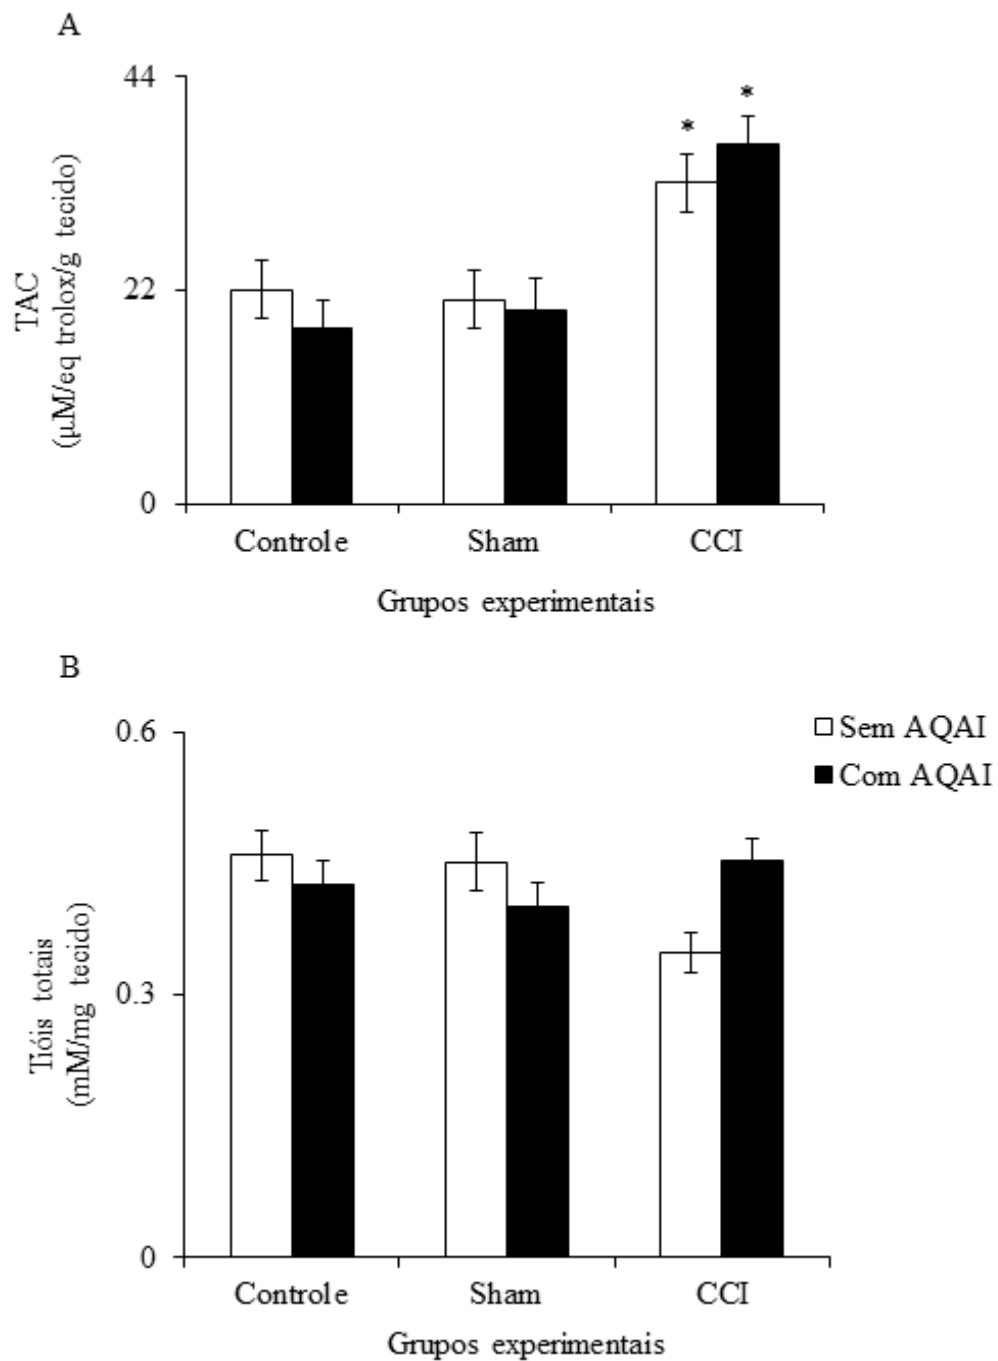 A
44
22
0
TAC
(µM/eq trolox/g tecido)
* *
Controle Sham CCI
Grupos experimentais
B
0.6
0.3
0
Tióis totais
(mM/mg tecido)
Sem AQAI
Com AQAI
Controle Sham CCI
Grupos experimentais